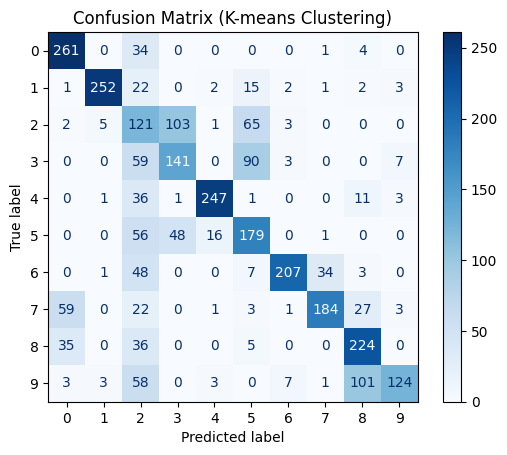 Confusion Matrix (K-means Clustering)
0 261 0 34 0 0 0 0 1 4 0
1 1 252 22 0 2 15 2 1 2 3
2 2 5 121 103 1 65 3 0 0 0
3 0 0 59 141 0 90 3 0 0 7
4 0 1 36 1 247 1 0 0 11 3
5 0 0 56 48 16 179 0 1 0 0
6 0 1 48 0 0 7 207 34 3 0
7 59 0 22 0 1 3 1 184 27 3
8 35 0 36 0 0 5 0 0 224 0
9 3 3 58 0 3 0 7 1 101 124
0 1 2 3 4 5 6 7 8 9
Predicted label
True label
250
200
150
100
50
0